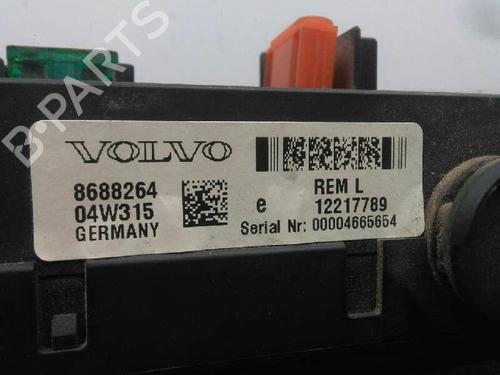 VOLVO
8688264
04W315
GERMANY
e
REM L
12217789
Serial Nr: 00004665654
B-PARTS